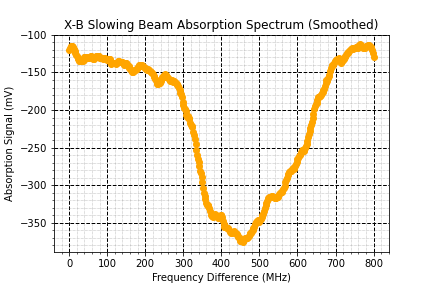 X-B Slowing Beam Absorption Spectrum (Smoothed)
Absorption Signal (mV)
−100
−150
−200
−250
−300
−350
0 100 200 300 400 500 600 700 800
Frequency Difference (MHz)